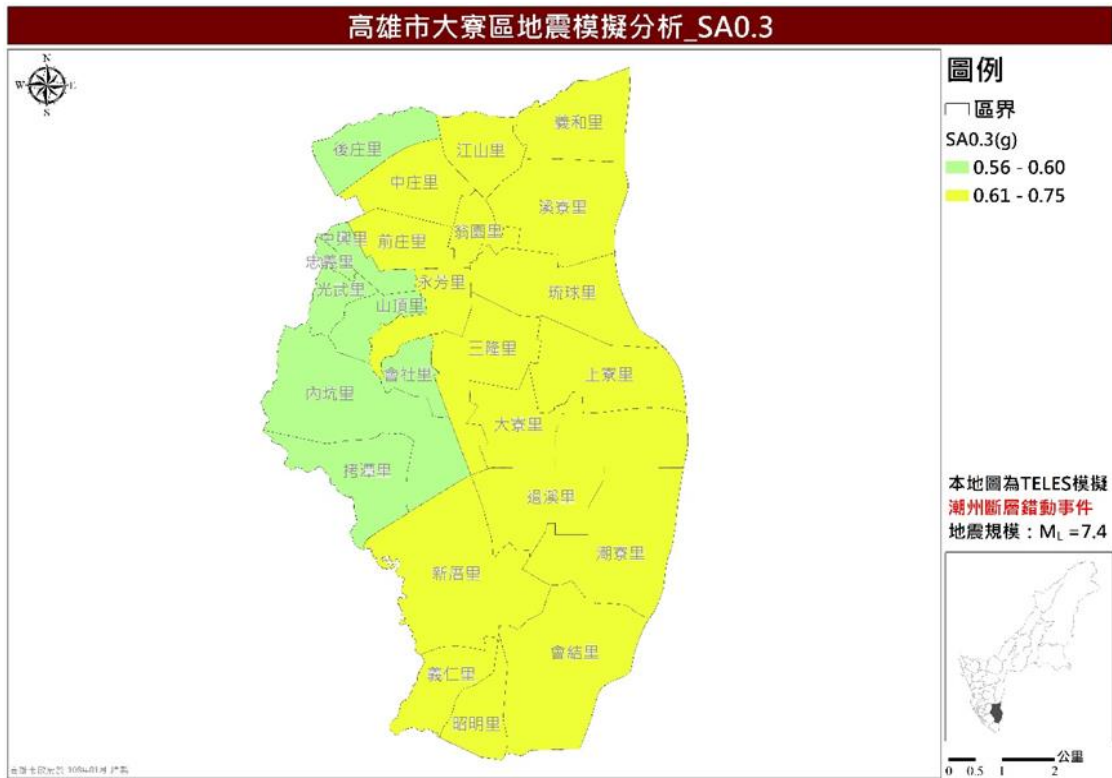 高雄市大寮區地震模擬分析_SA0.3
N
W E
S
圖例
區界
SA0.3(g)
0.56 - 0.60
0.61 - 0.75
義和里
後庄里
江山里
中庄里
溪寮里
翁園里
中興里
前庄里
忠義里
永芳里
光武里
琉球里
山頂里
三隆里
會社里
上寮里
內坑里
大寮里
拷潭里
過溪里
潮寮里
新厝里
會結里
義仁里
昭明里
本地圖為TELES模擬
潮州斷層錯動事件
地震規模：ML =7.4
公里
0 0.5 1 2